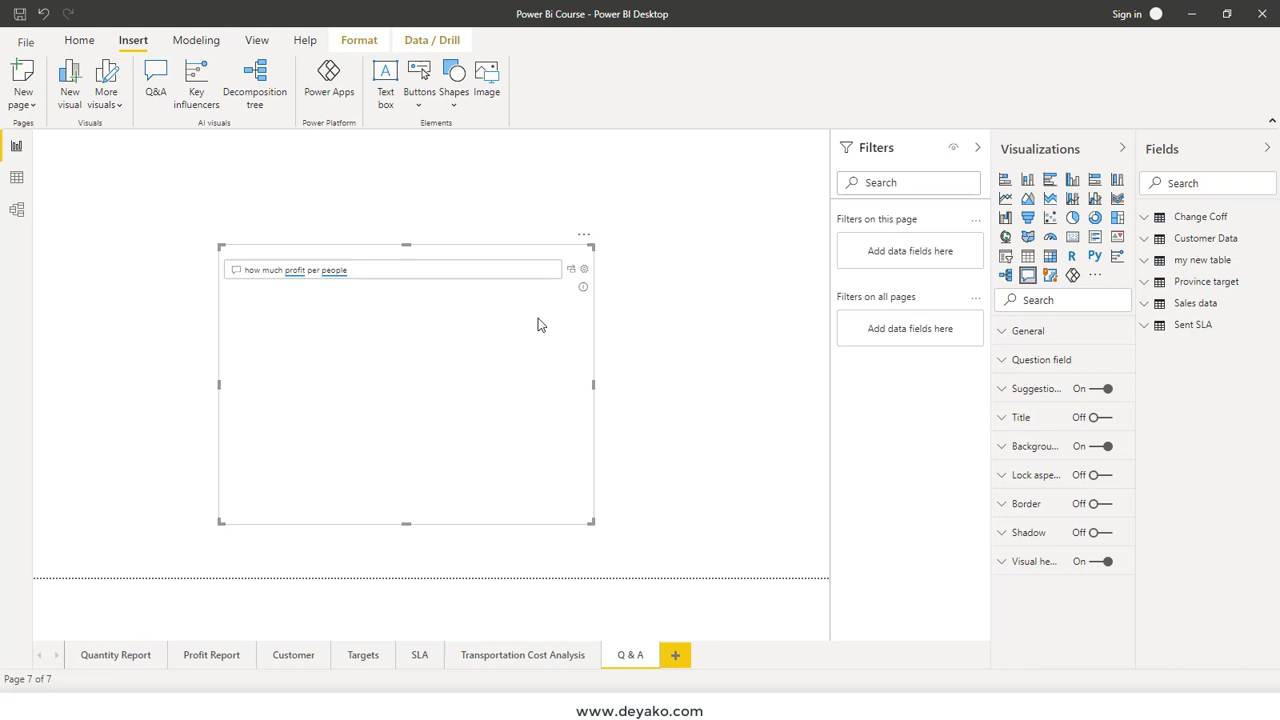 Power Bi Course - Power BI Desktop
Sign in
File
Home
Insert
Modeling
View
Help
Format
Data / Drill
New page
New visual
More visuals
Q&A
Key influencers
Decomposition tree
Power Apps
Text box
Buttons
Shapes
Image
Pages
Visuals
AI visuals
Power Platform
Elements
how much profit per people
Filters
Search
Filters on this page
...
Add data fields here
Filters on all pages
...
Add data fields here
Visualizations
R
Py
...
Search
General
Question field
Suggestio... On
Title Off
Backgrou... On
Lock aspe... Off
Border Off
Shadow Off
Visual he... On
Fields
Search
Change Coff
Customer Data
my new table
Province target
Sales data
Sent SLA
Quantity Report
Profit Report
Customer
Targets
SLA
Transportation Cost Analysis
Q & A
Page 7 of 7
www.deyako.com